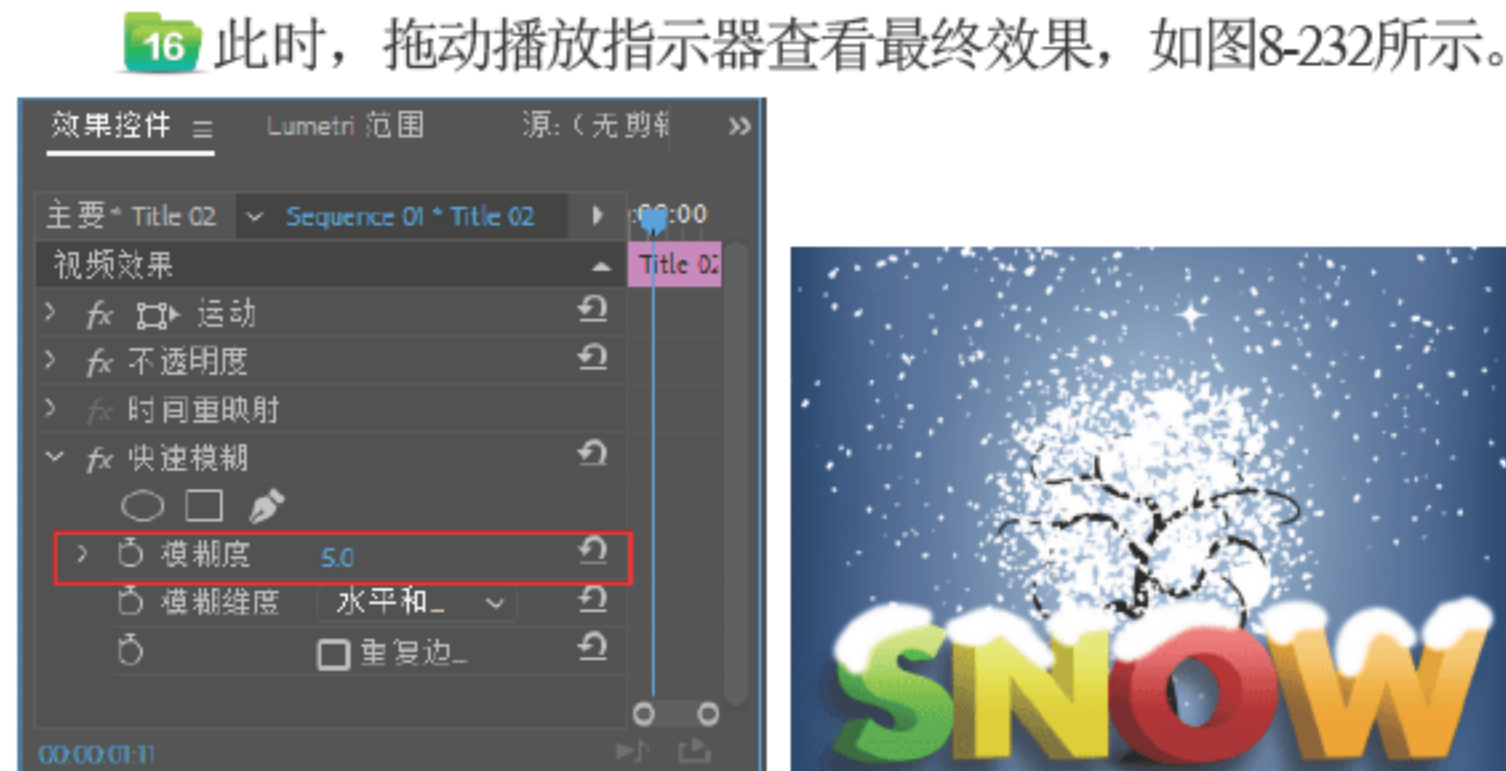 16 此时，拖动播放指示器查看最终效果，如图8-232所示。
效果控件 Lumetri 范围 源:（无剪辑
主要* Title 02 Sequence 01 * Title 02 :00:00
视频效果 Title 02
fx 运动
fx 不透明度
fx 时间重映射
fx 快速模糊
模糊度 5.0
模糊维度 水平和...
重复边...
00:00:01:11
SNOW